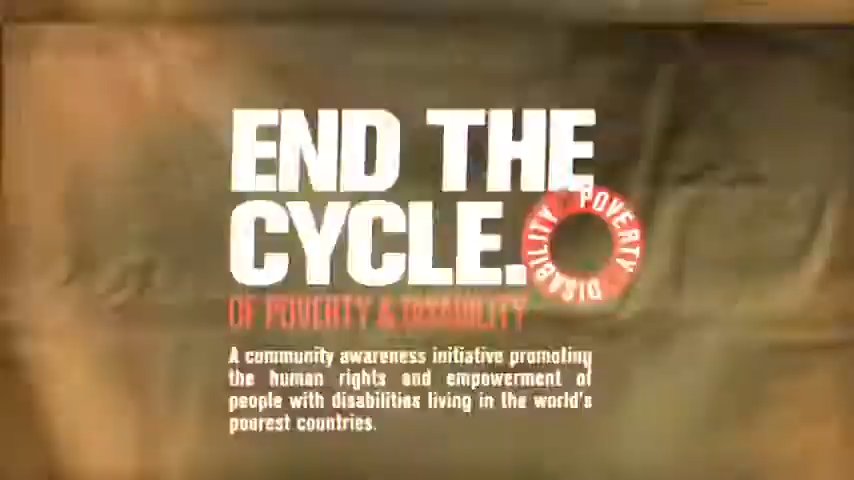 END THE
CYCLE.
POVERTY DISABILITY DISABILITY
OF POVERTY & DISABILITY
A community awareness initiative promoting
the human rights and empowerment of
people with disabilities living in the world's
poorest countries.